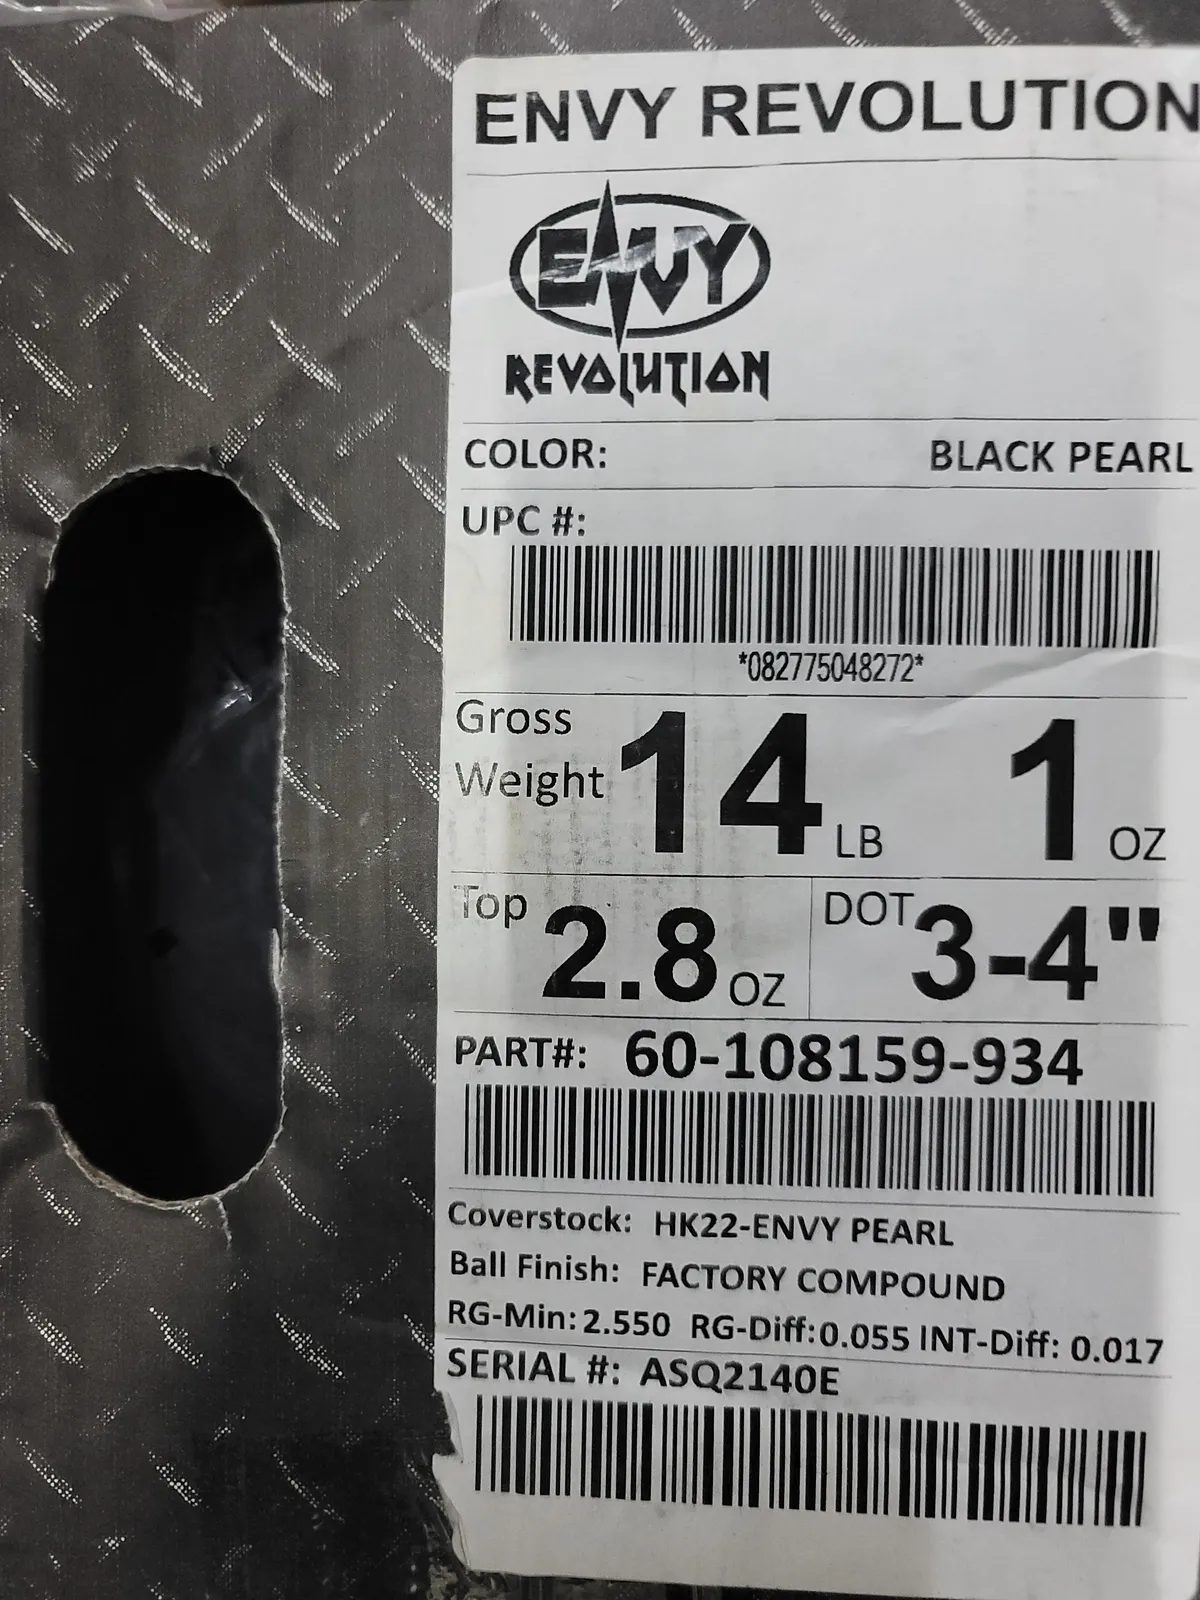 ENVY REVOLUTION
ENVY
REVOLUTION
COLOR: BLACK PEARL
UPC #:
*082775048272*
Gross Weight 14 LB 1 OZ
Top 2.8 OZ DOT 3-4"
PART#: 60-108159-934
Coverstock: HK22-ENVY PEARL
Ball Finish: FACTORY COMPOUND
RG-Min: 2.550 RG-Diff: 0.055 INT-Diff: 0.017
SERIAL #: ASQ2140E